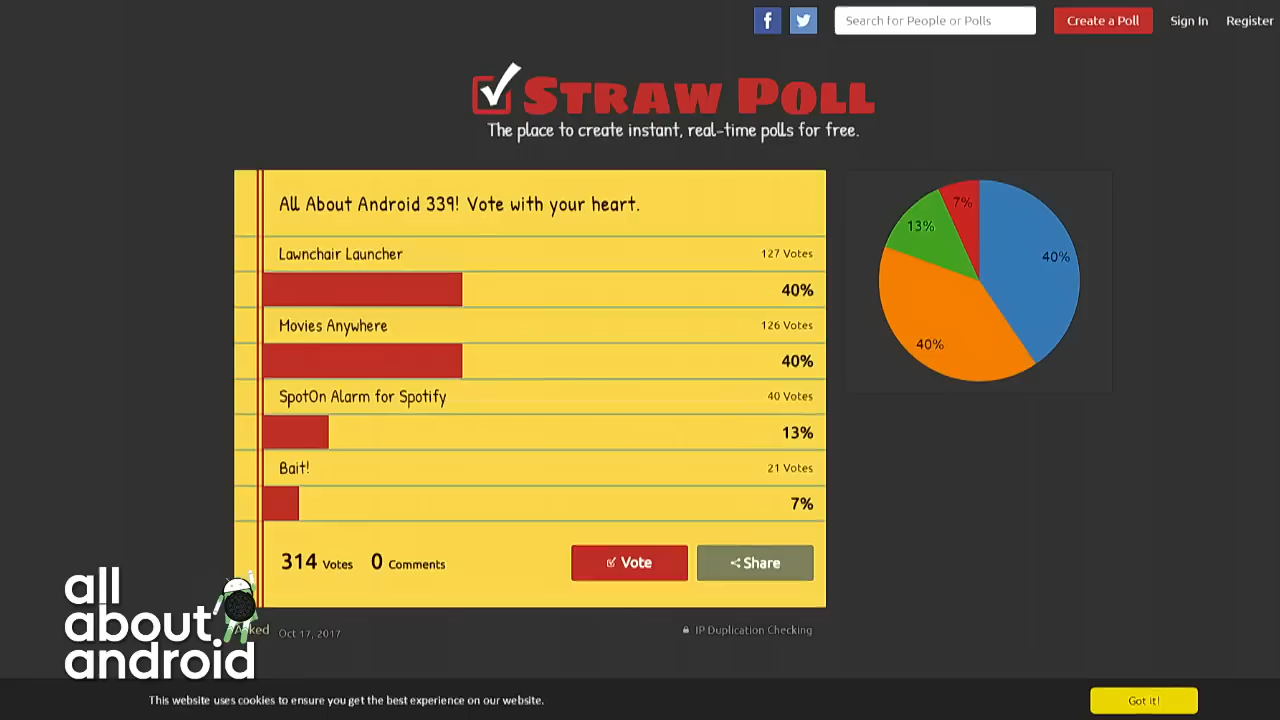 Search for People or Polls
Create a Poll
Sign In
Register
STRAW POLL
The place to create instant, real-time polls for free.
All About Android 339! Vote with your heart.
Lawnchair Launcher 127 Votes
40%
Movies Anywhere 126 Votes
40%
SpotOn Alarm for Spotify 40 Votes
13%
Bait! 21 Votes
7%
314 Votes 0 Comments
Vote
Share
7%
13%
40%
40%
Asked Oct 17, 2017
IP Duplication Checking
all
about
android
This website uses cookies to ensure you get the best experience on our website.
Got it!